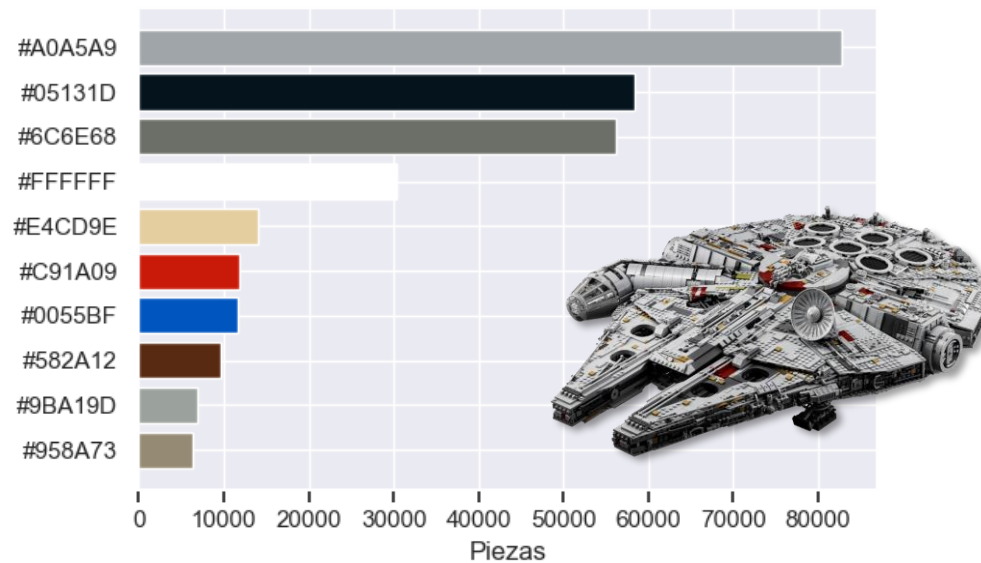 #A0A5A9
#05131D
#6C6E68
#FFFFFF
#E4CD9E
#C91A09
#0055BF
#582A12
#9BA19D
#958A73
0 10000 20000 30000 40000 50000 60000 70000 80000
Piezas